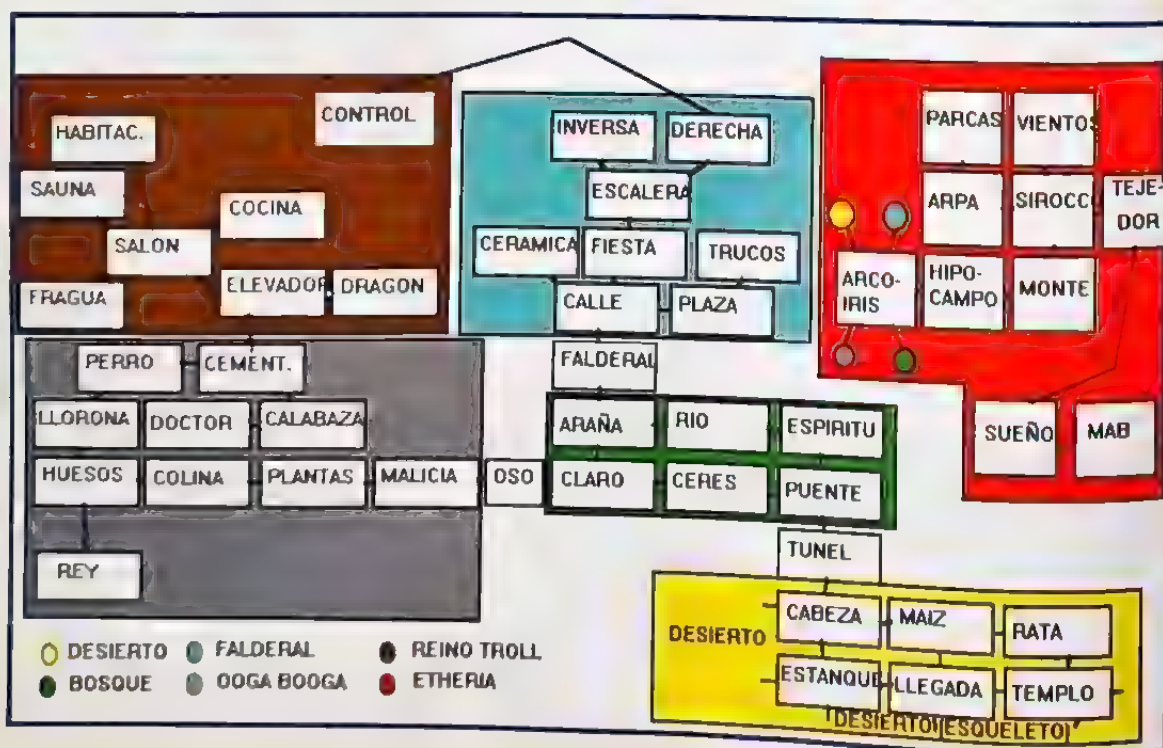 HABITAC.
CONTROL
SAUNA
COCINA
SALON
FRAGUA
ELEVADOR
DRAGON
INVERSA
DERECHA
ESCALERA
CERAMICA
FIESTA
TRUCOS
CALLE
PLAZA
FALDERAL
PARCAS
VIENTOS
ARPA
SIROCC
TEJE-
DOR
ARCO-
IRIS
HIPO-
CAMPO
MONTE
SUEÑO
MAB
PERRO
CEMENT.
LLORONA
DOCTOR
CALABAZA
HUESOS
COLINA
PLANTAS
MALICIA
OSO
REY
ARAÑA
RIO
ESPIRITU
CLARO
CERES
PUENTE
TUNEL
DESIERTO
CABEZA
MAIZ
RATA
ESTANQUE
LLEGADA
TEMPLO
"DESIERTO[ESQUELETO]"
DESIERTO
FALDERAL
REINO TROLL
BOSQUE
OOGA BOOGA
ETHERIA